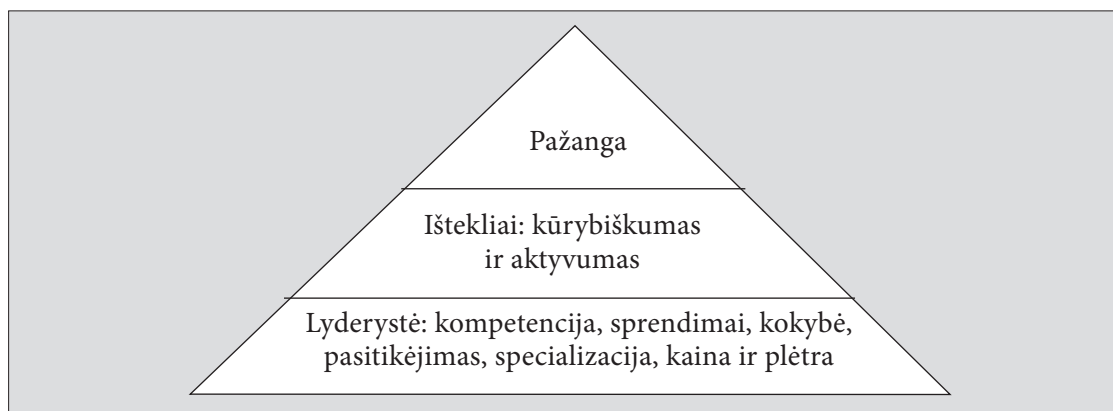 Pažanga
Ištekliai: kūrybiškumas
ir aktyvumas
Lyderystė: kompetencija, sprendimai, kokybė,
pasitikėjimas, specializacija, kaina ir plėtra